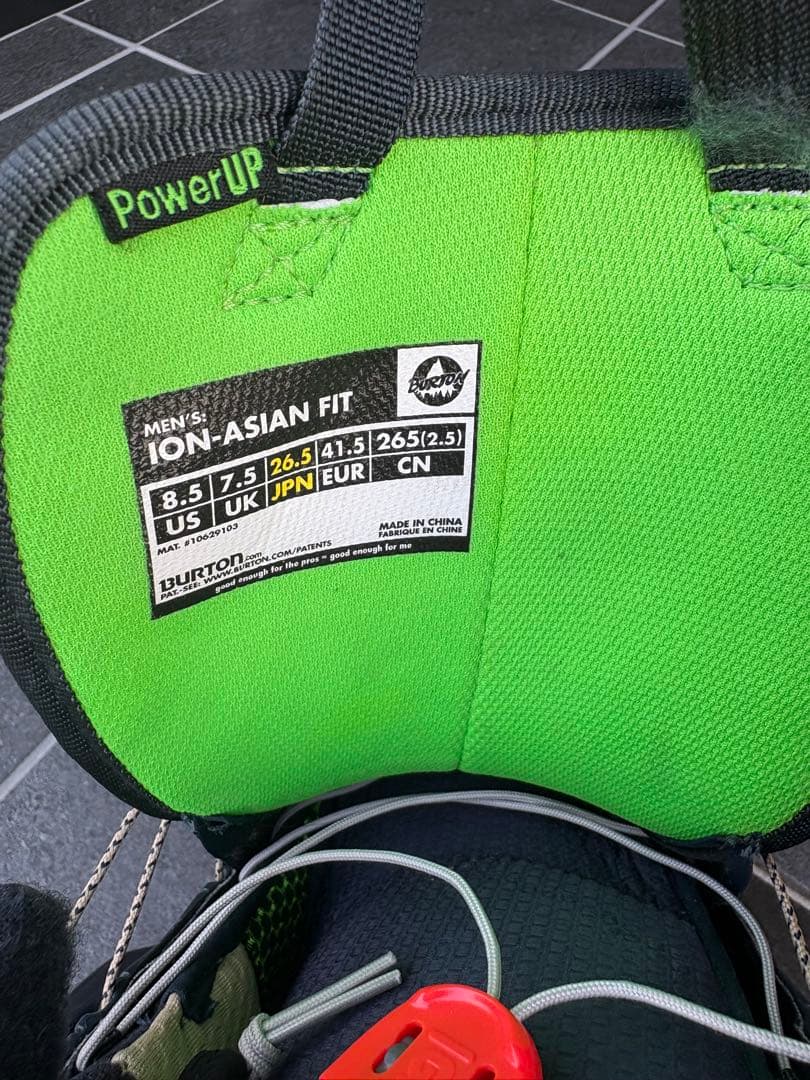 PowerUP
BURTON
MEN'S:
ION-ASIAN FIT
8.5 7.5 26.5 41.5 265(2.5)
US UK JPN EUR CN
MAT. #10629103
MADE IN CHINA
FABRIQUE EN CHINE
BURTON.com
PAT.-SEE: WWW.BURTON.COM/PATENTS
good enough for the pros = good enough for me